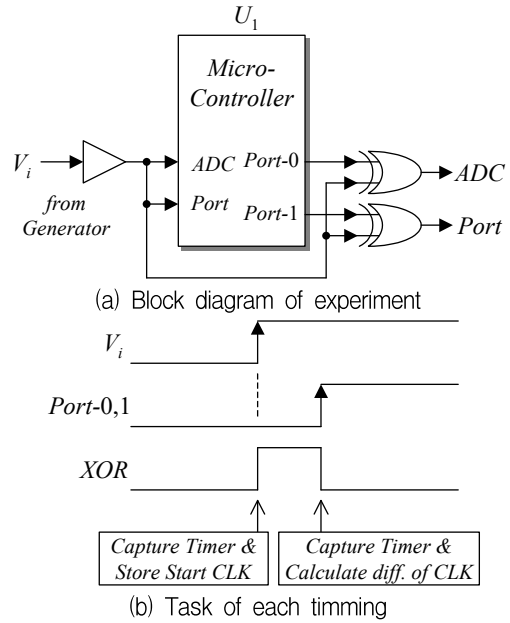 U1
Micro-
Controller
Vi
from
Generator
ADC
Port
Port-0
Port-1
ADC
Port
(a) Block diagram of experiment
Vi
Port-0,1
XOR
Capture Timer &
Store Start CLK
Capture Timer &
Calculate diff. of CLK
(b) Task of each timming